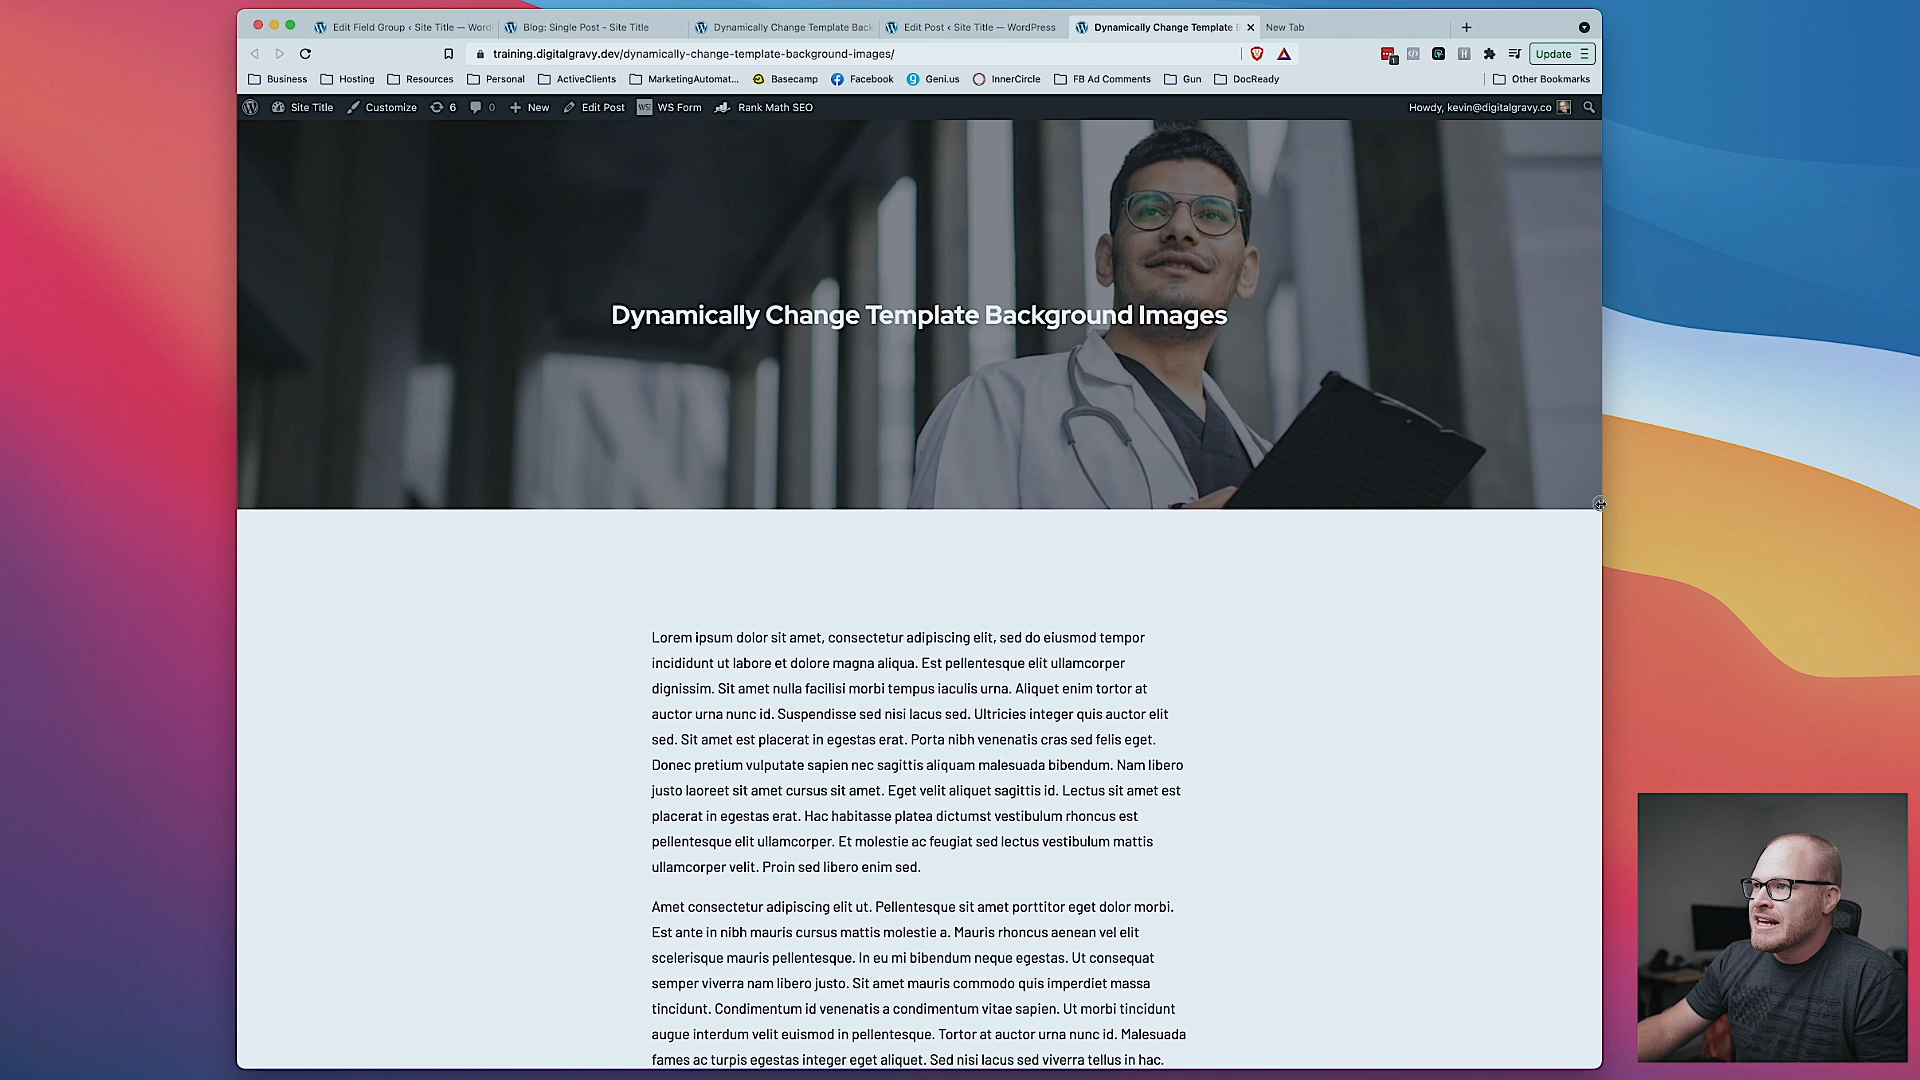 Edit Field Group ‹ Site Title — Word
Blog: Single Post - Site Title
Dynamically Change Template Back
Edit Post ‹ Site Title — WordPress
Dynamically Change Template
New Tab
training.digitalgravy.dev/dynamically-change-template-background-images/
1
Update
Business
Hosting
Resources
Personal
ActiveClients
MarketingAutomat...
Basecamp
Facebook
Geni.us
InnerCircle
FB Ad Comments
Gun
DocReady
Other Bookmarks
Site Title
Customize
6
0
New
Edit Post
WS Form
Rank Math SEO
Howdy, kevin@digitalgravy.co
Dynamically Change Template Background Images
Lorem ipsum dolor sit amet, consectetur adipiscing elit, sed do eiusmod tempor
incididunt ut labore et dolore magna aliqua. Est pellentesque elit ullamcorper
dignissim. Sit amet nulla facilisi morbi tempus iaculis urna. Aliquet enim tortor at
auctor urna nunc id. Suspendisse sed nisi lacus sed. Ultricies integer quis auctor elit
sed. Sit amet est placerat in egestas erat. Porta nibh venenatis cras sed felis eget.
Donec pretium vulputate sapien nec sagittis aliquam malesuada bibendum. Nam libero
justo laoreet sit amet cursus sit amet. Eget velit aliquet sagittis id. Lectus sit amet est
placerat in egestas erat. Hac habitasse platea dictumst vestibulum rhoncus est
pellentesque elit ullamcorper. Et molestie ac feugiat sed lectus vestibulum mattis
ullamcorper velit. Proin sed libero enim sed.
Amet consectetur adipiscing elit ut. Pellentesque sit amet porttitor eget dolor morbi.
Est ante in nibh mauris cursus mattis molestie a. Mauris rhoncus aenean vel elit
scelerisque mauris pellentesque. In eu mi bibendum neque egestas. Ut consequat
semper viverra nam libero justo. Sit amet mauris commodo quis imperdiet massa
tincidunt. Condimentum id venenatis a condimentum vitae sapien. Ut morbi tincidunt
augue interdum velit euismod in pellentesque. Tortor at auctor urna nunc id. Malesuada
fames ac turpis egestas integer eget aliquet. Sed nisi lacus sed viverra tellus in hac.